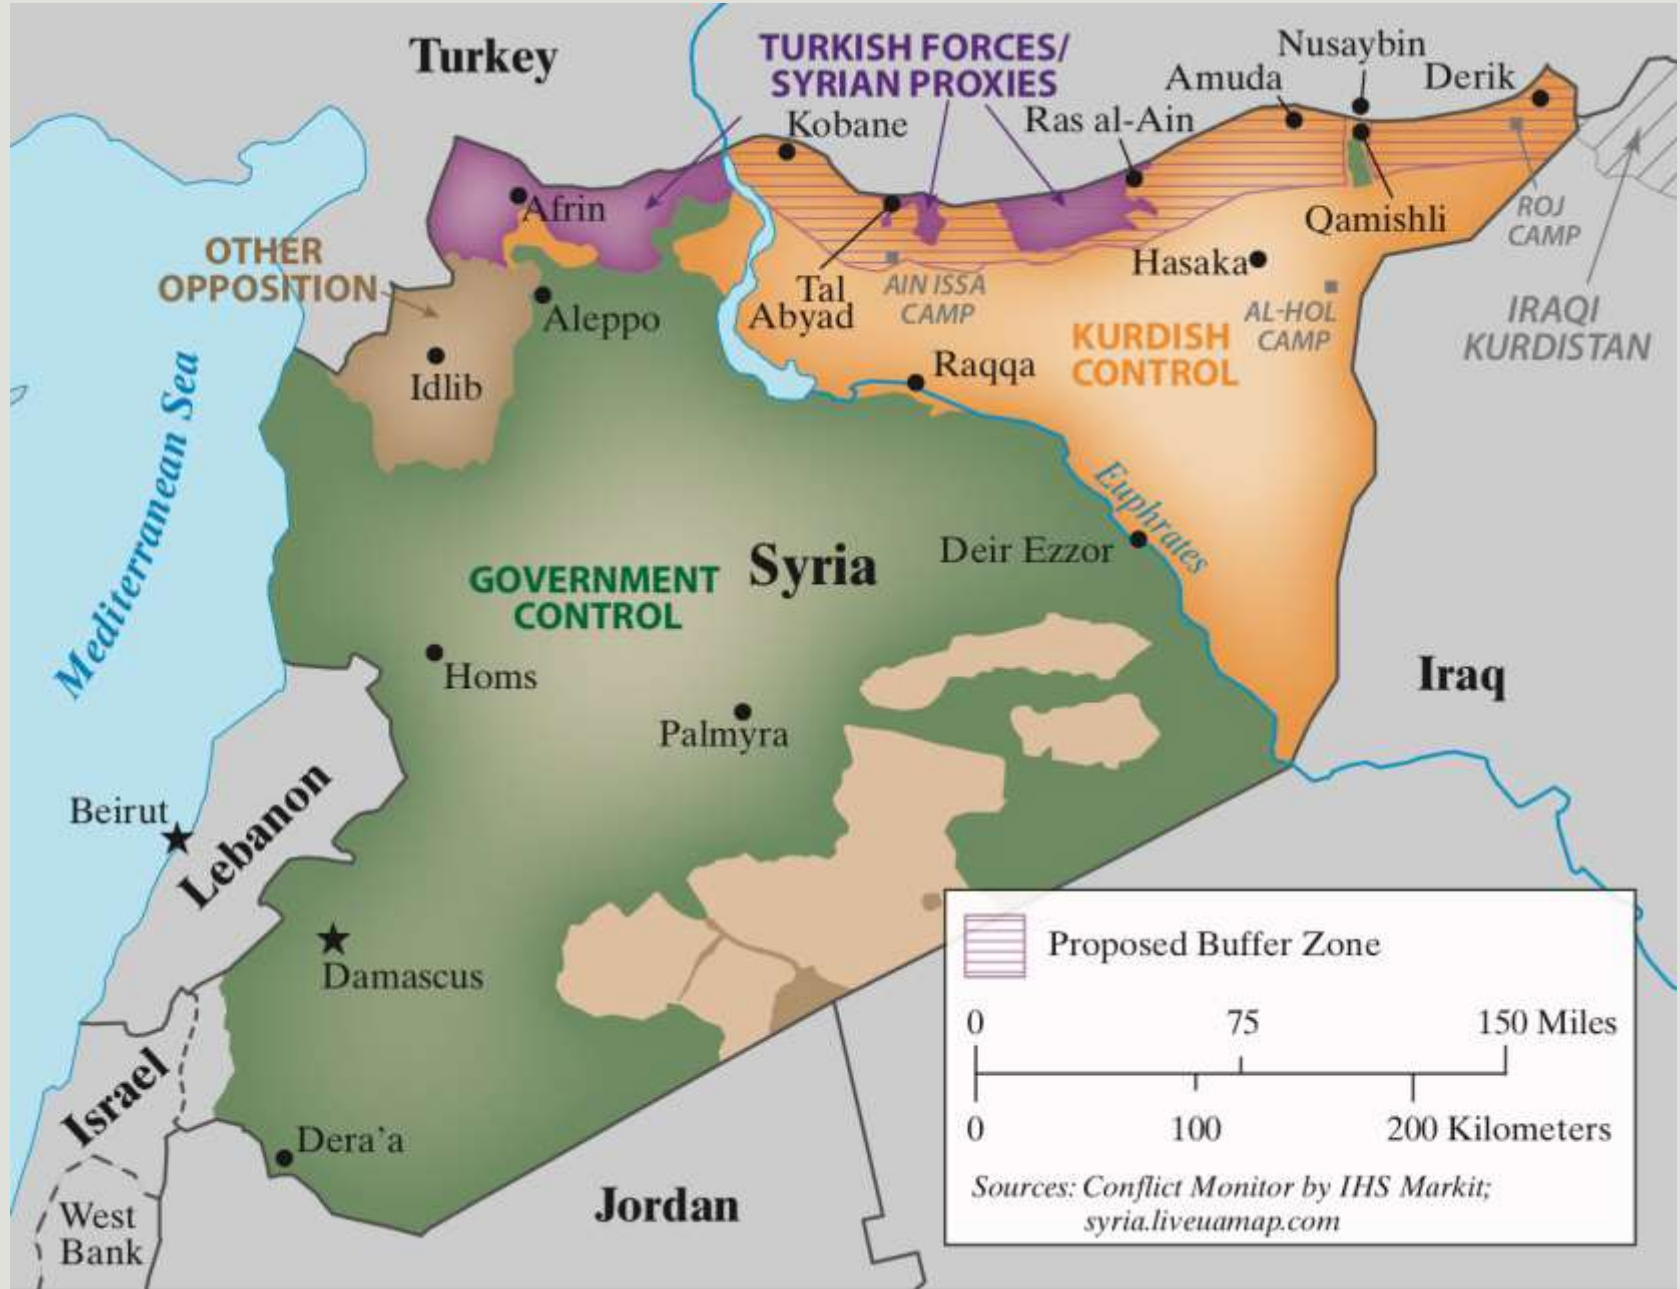 Turkey
TURKISH FORCES/
SYRIAN PROXIES
Nusaybin
Amuda
Derik
Kobane
Ras al-Ain
Afrin
ROJ
CAMP
Qamishli
OTHER
OPPOSITION
Hasaka
Tal
Abyad
AIN ISSA
CAMP
AL-HOL
CAMP
IRAQI
KURDISTAN
Aleppo
KURDISH
CONTROL
Idlib
Raqqa
Mediterranean Sea
Euphrates
Deir Ezzor
Syria
GOVERNMENT
CONTROL
Homs
Iraq
Palmyra
Beirut
Lebanon
Damascus
Israel
Dera’a
Jordan
West
Bank
Proposed Buffer Zone
0 75 150 Miles
0 100 200 Kilometers
Sources: Conflict Monitor by IHS Markit;
syria.liveuamap.com